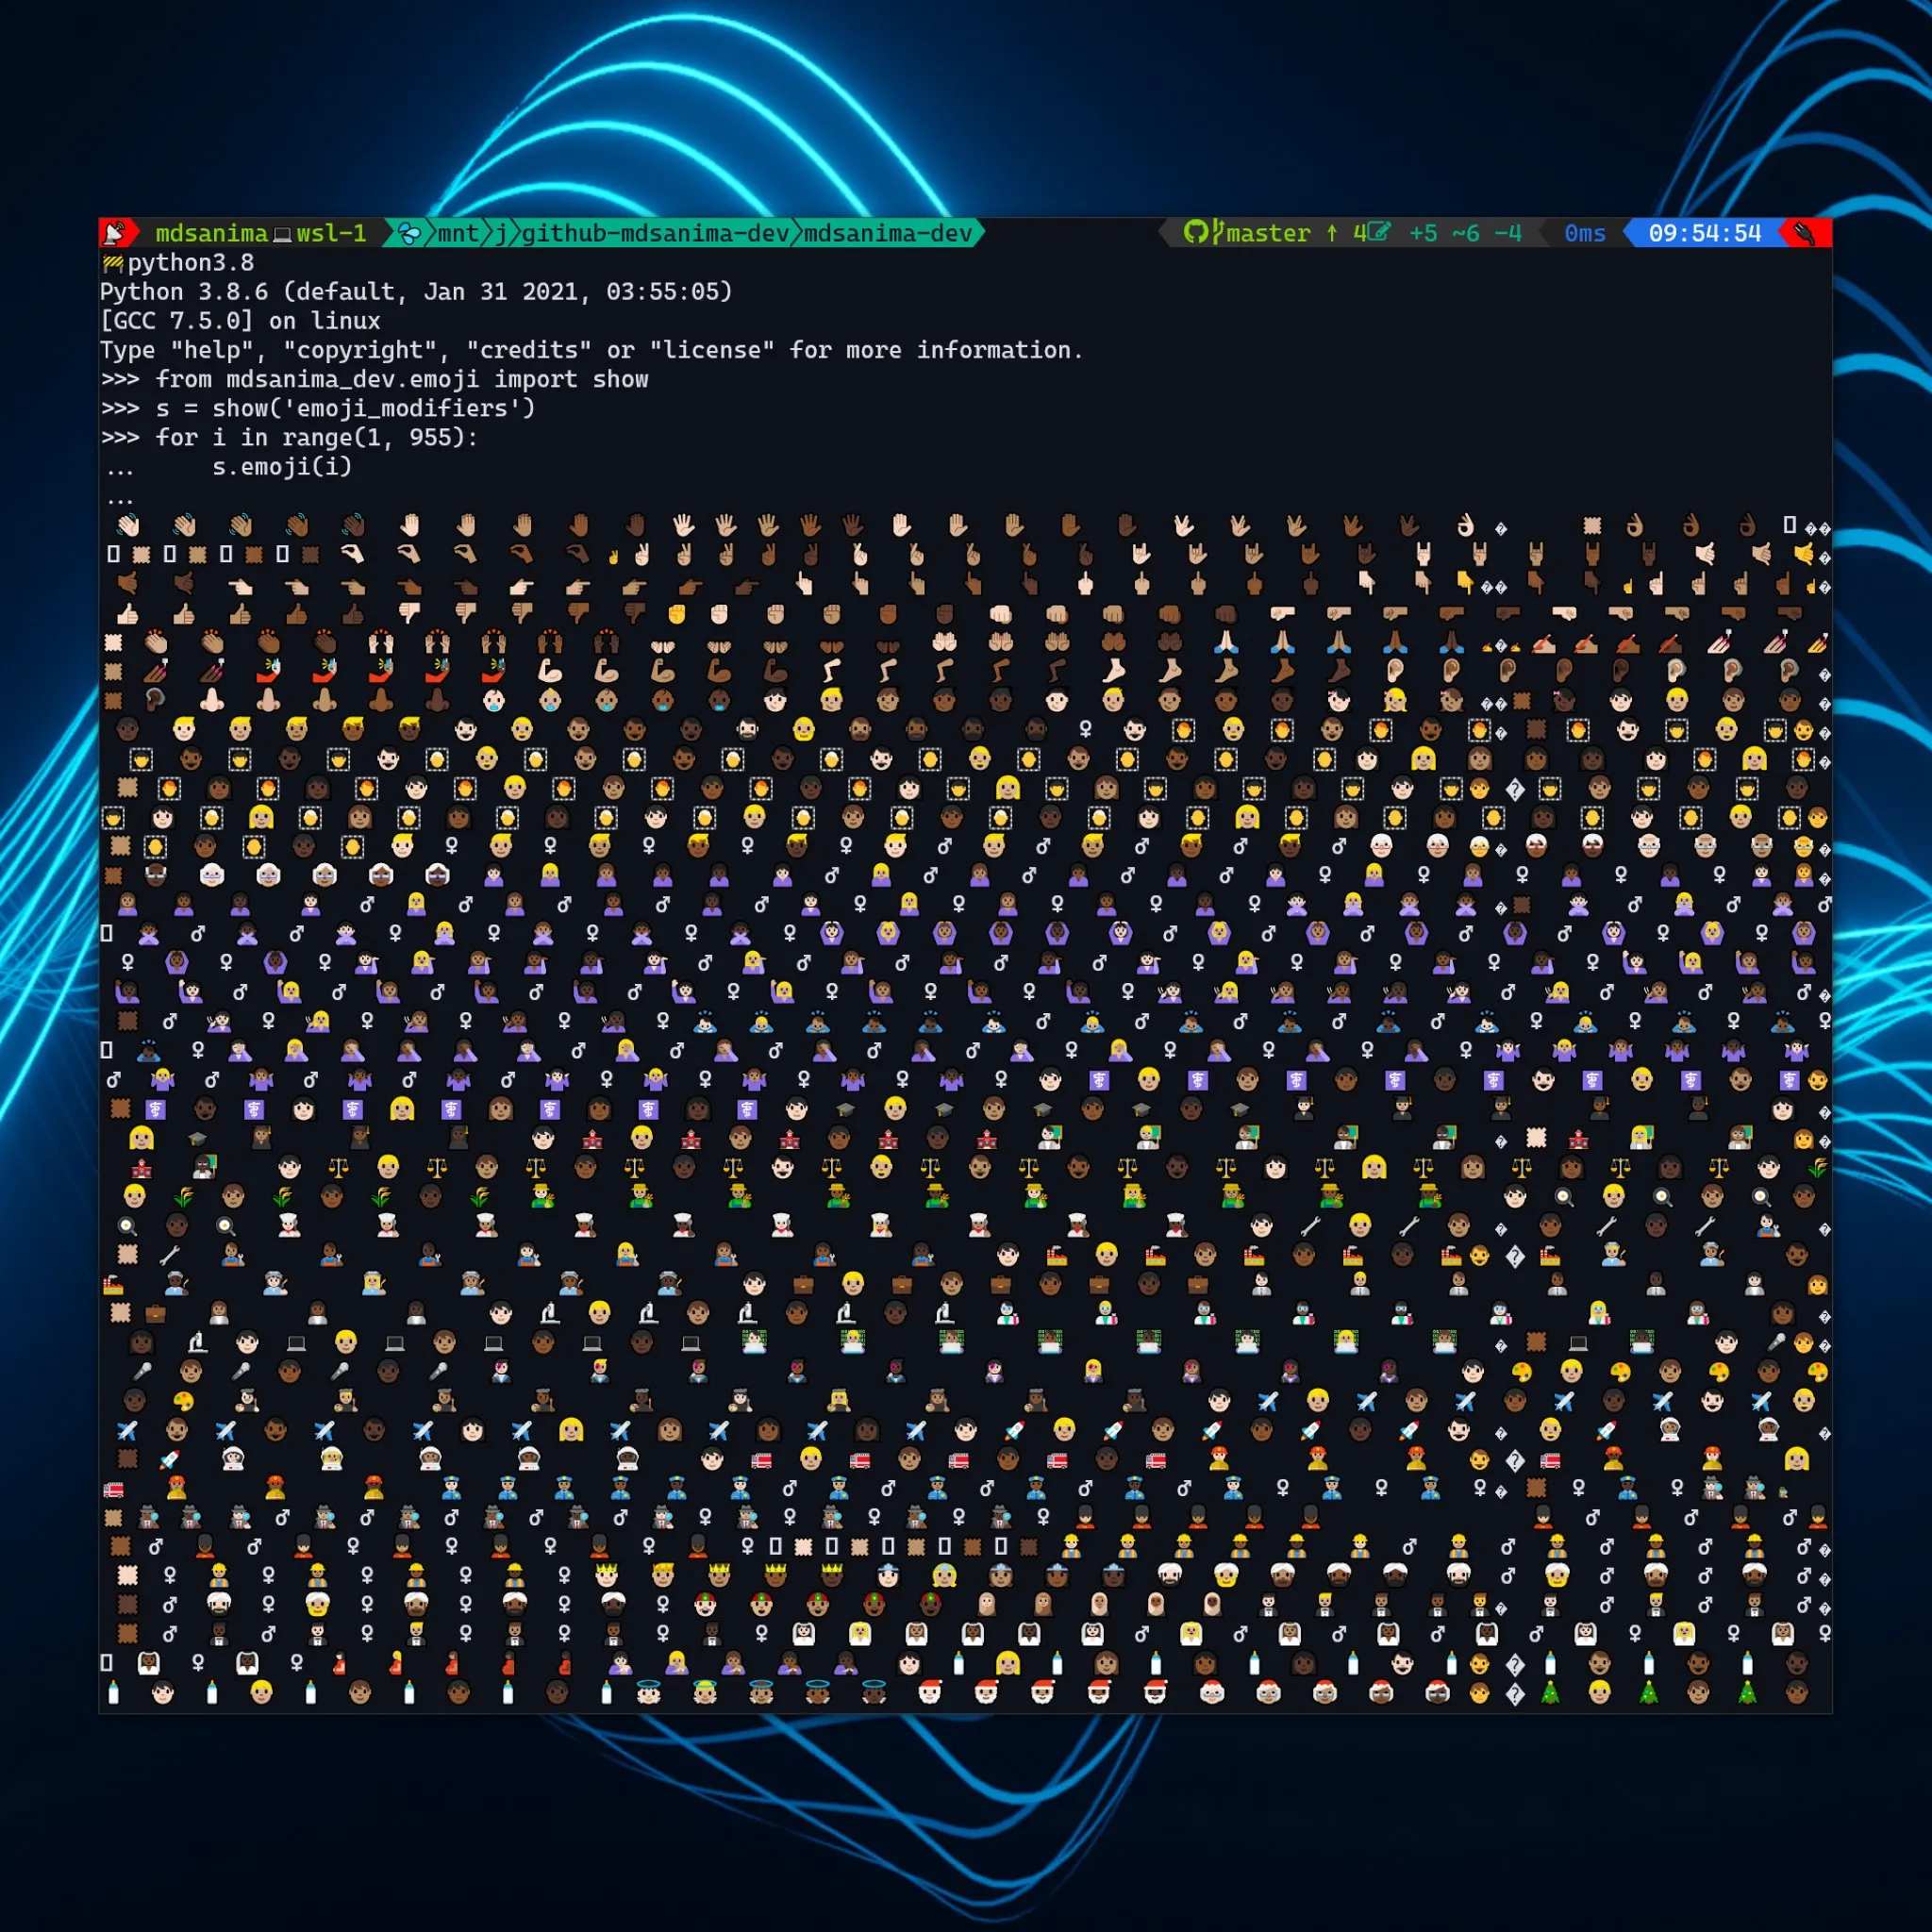 mdsanima wsl-1 mnt j github-mdsanima-dev mdsanima-dev master ↑ 4 +5 ~6 -4 0ms 09:54:54
python3.8
Python 3.8.6 (default, Jan 31 2021, 03:55:05)
[GCC 7.5.0] on linux
Type "help", "copyright", "credits" or "license" for more information.
>>> from mdsanima_dev.emoji import show
>>> s = show('emoji_modifiers')
>>> for i in range(1, 955):
...     s.emoji(i)
...